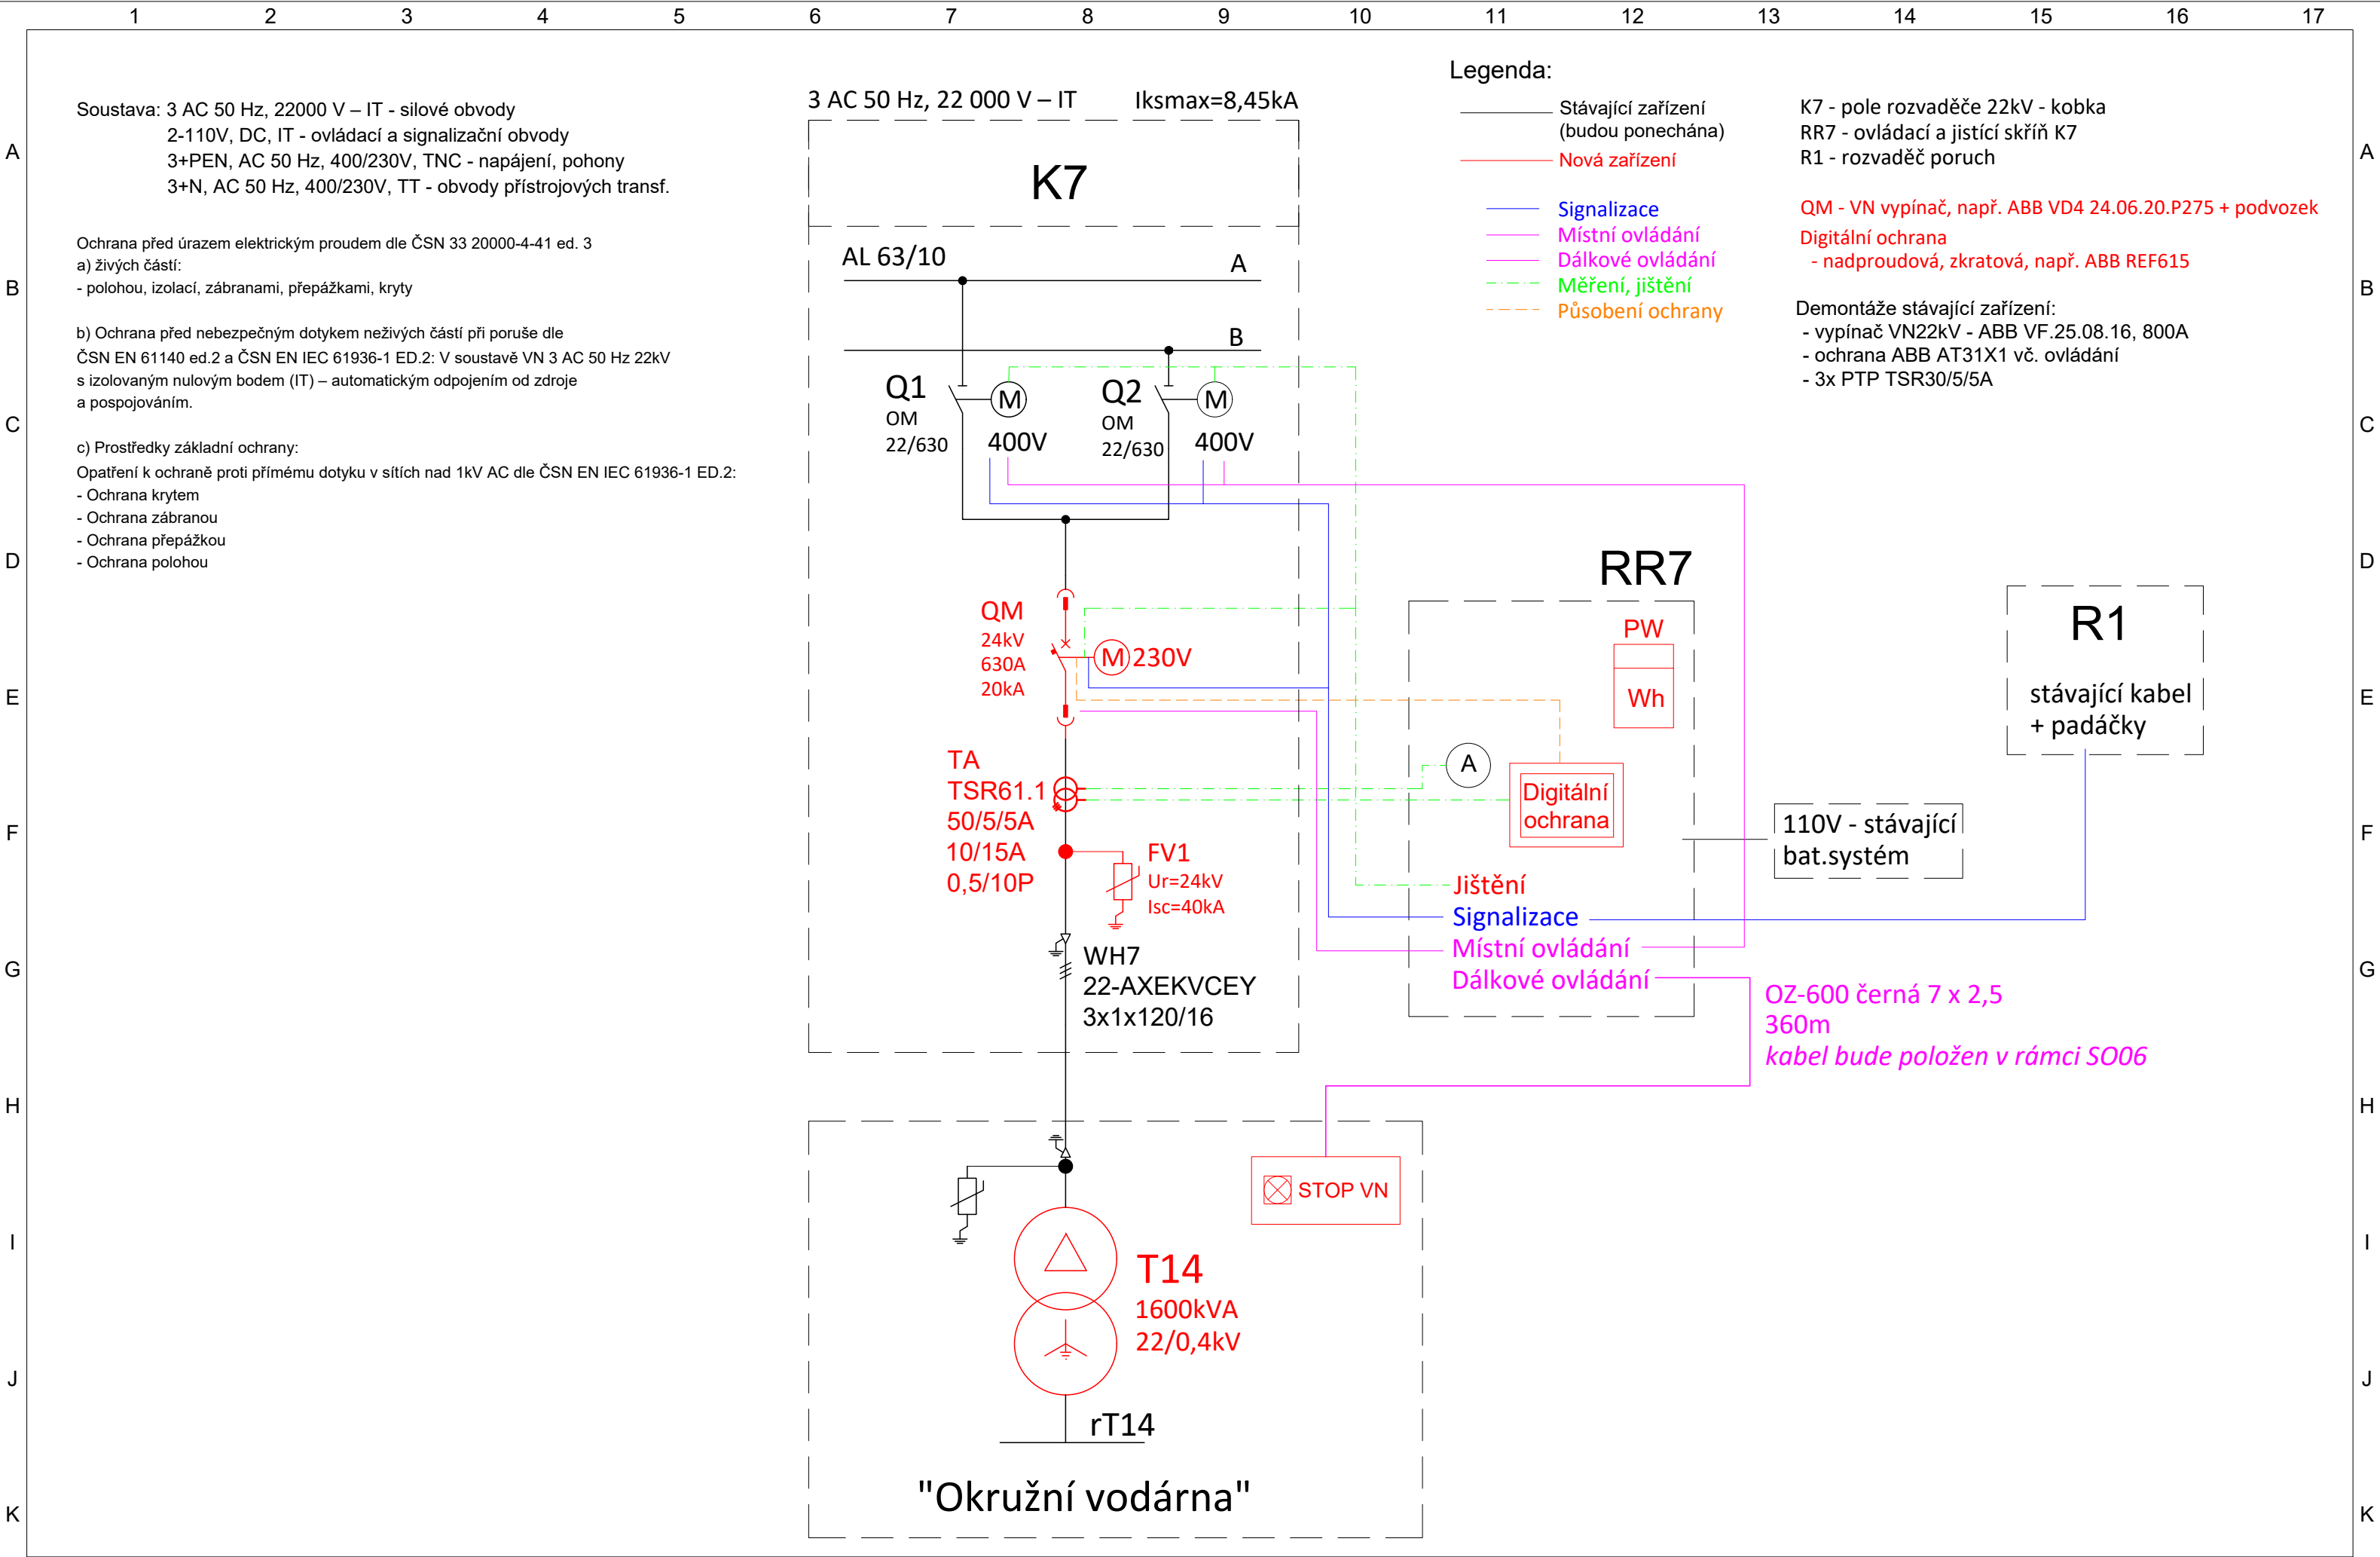 1 2 3 4 5 6 7 8 9 10 11 12 13 14 15 16 17
A
B
C
D
E
F
G
H
I
J
K
Soustava: 3 AC 50 Hz, 22000 V – IT - silové obvody
2-110V, DC, IT - ovládací a signalizační obvody
3+PEN, AC 50 Hz, 400/230V, TNC - napájení, pohony
3+N, AC 50 Hz, 400/230V, TT - obvody přístrojových transf.
Ochrana před úrazem elektrickým proudem dle ČSN 33 20000-4-41 ed. 3
a) živých částí:
- polohou, izolací, zábranami, přepážkami, kryty
b) Ochrana před nebezpečným dotykem neživých částí při poruše dle
ČSN EN 61140 ed.2 a ČSN EN IEC 61936-1 ED.2: V soustavě VN 3 AC 50 Hz 22kV
s izolovaným nulovým bodem (IT) – automatickým odpojením od zdroje
a pospojováním.
c) Prostředky základní ochrany:
Opatření k ochraně proti přímému dotyku v sítích nad 1kV AC dle ČSN EN IEC 61936-1 ED.2:
- Ochrana krytem
- Ochrana zábranou
- Ochrana přepážkou
- Ochrana polohou
3 AC 50 Hz, 22 000 V – IT Iksmax=8,45kA
K7
AL 63/10 A
B
Q1
OM
22/630
M
400V
Q2
OM
22/630
M
400V
QM
24kV
630A
20kA
M 230V
TA
TSR61.1
50/5/5A
10/15A
0,5/10P
FV1
Ur=24kV
Isc=40kA
WH7
22-AXEKVCEY
3x1x120/16
Legenda:
Stávající zařízení
(budou ponechána)
Nová zařízení
Signalizace
Místní ovládání
Dálkové ovládání
Měření, jištění
Působení ochrany
K7 - pole rozvaděče 22kV - kobka
RR7 - ovládací a jistící skříň K7
R1 - rozvaděč poruch
QM - VN vypínač, např. ABB VD4 24.06.20.P275 + podvozek
Digitální ochrana
- nadproudová, zkratová, např. ABB REF615
Demontáže stávající zařízení:
- vypínač VN22kV - ABB VF.25.08.16, 800A
- ochrana ABB AT31X1 vč. ovládání
- 3x PTP TSR30/5/5A
RR7
PW
Wh
A
Digitální
ochrana
Jištění
Signalizace
Místní ovládání
Dálkové ovládání
R1
stávající kabel
+ padáčky
110V - stávající
bat.systém
OZ-600 černá 7 x 2,5
360m
kabel bude položen v rámci SO06
STOP VN
T14
1600kVA
22/0,4kV
rT14
"Okružní vodárna"
A
B
C
D
E
F
G
H
I
J
K